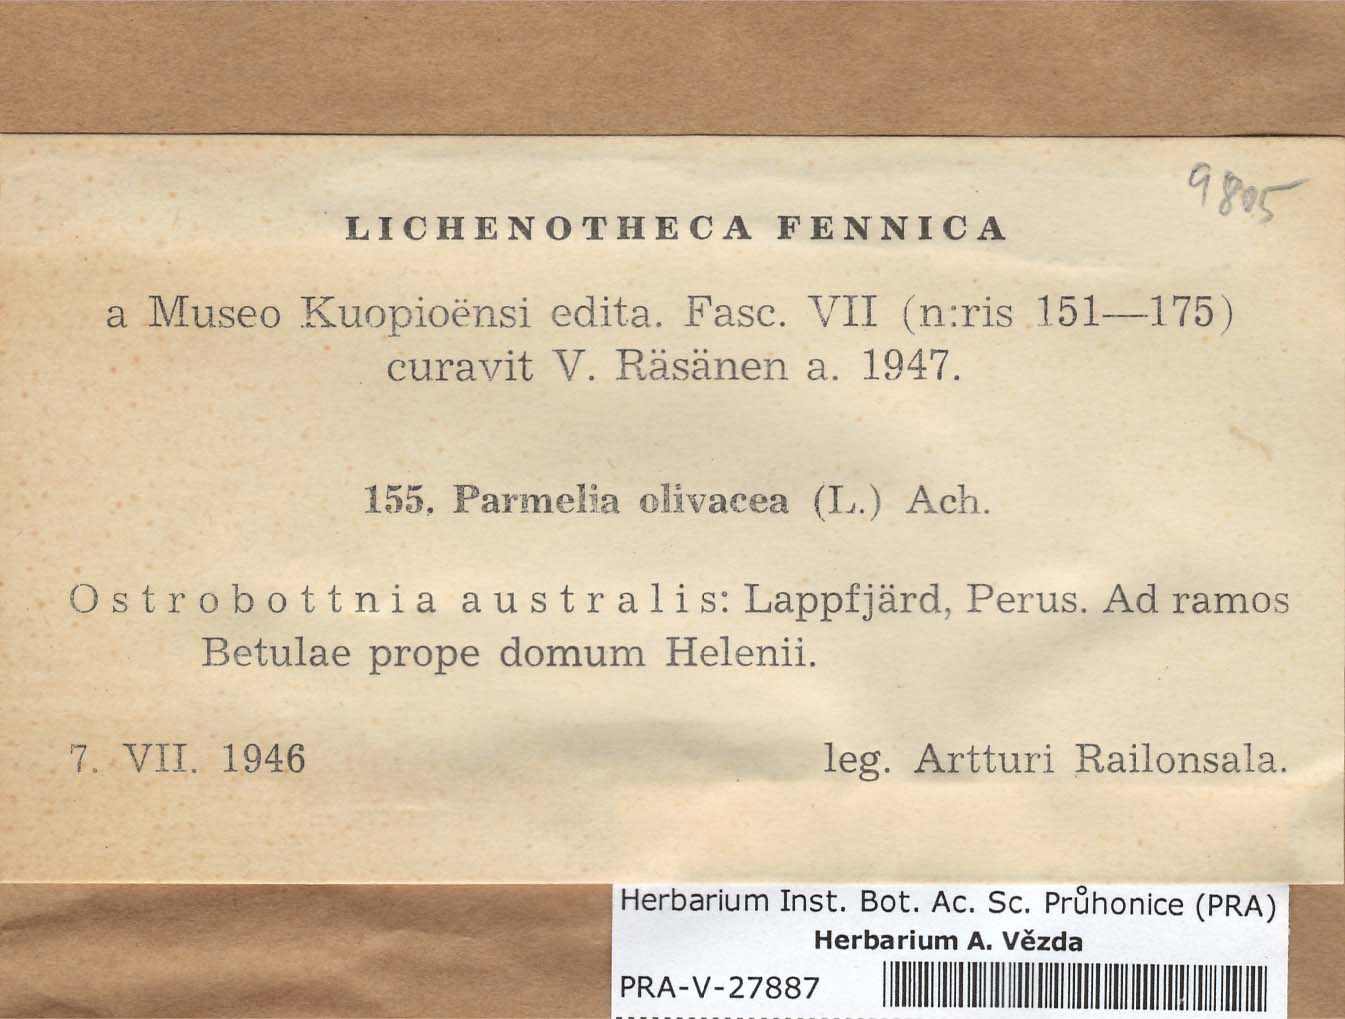 9805
LICHENOTHECA FENNICA
a Museo Kuopioënsi edita. Fasc. VII (n:ris 151—175)
curavit V. Räsänen a. 1947.
155. Parmelia olivacea (L.) Ach.
Ostrobottnia australis: Lappfjärd, Perus. Ad ramos
Betulae prope domum Helenii.
7. VII. 1946 leg. Artturi Railonsala.
Herbarium Inst. Bot. Ac. Sc. Průhonice (PRA)
Herbarium A. Vězda
PRA-V-27887